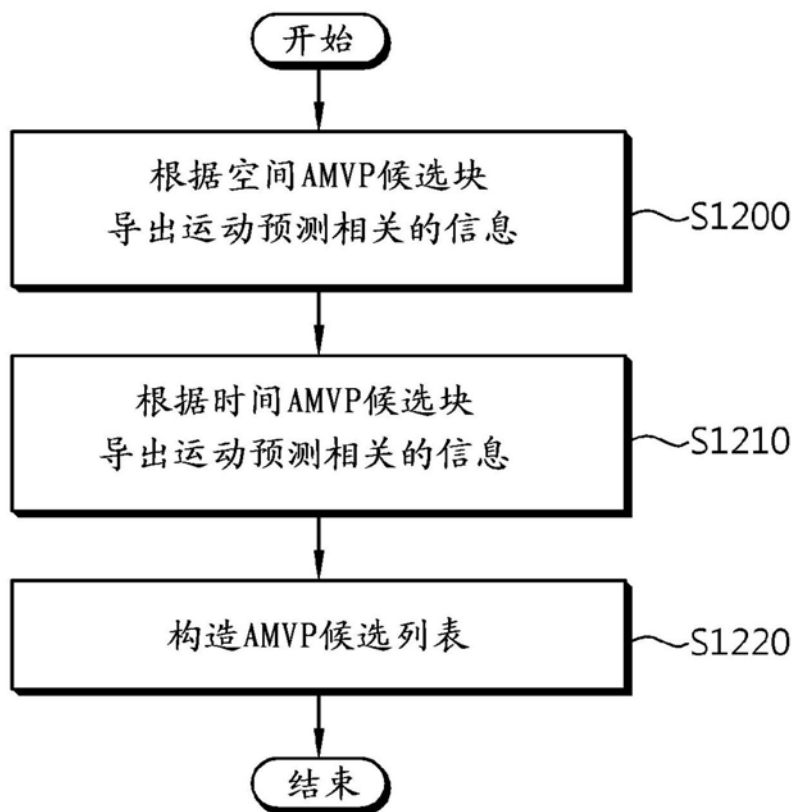 开始
根据空间AMVP候选块
导出运动预测相关的信息
S1200
根据时间AMVP候选块
导出运动预测相关的信息
S1210
构造AMVP候选列表
S1220
结束